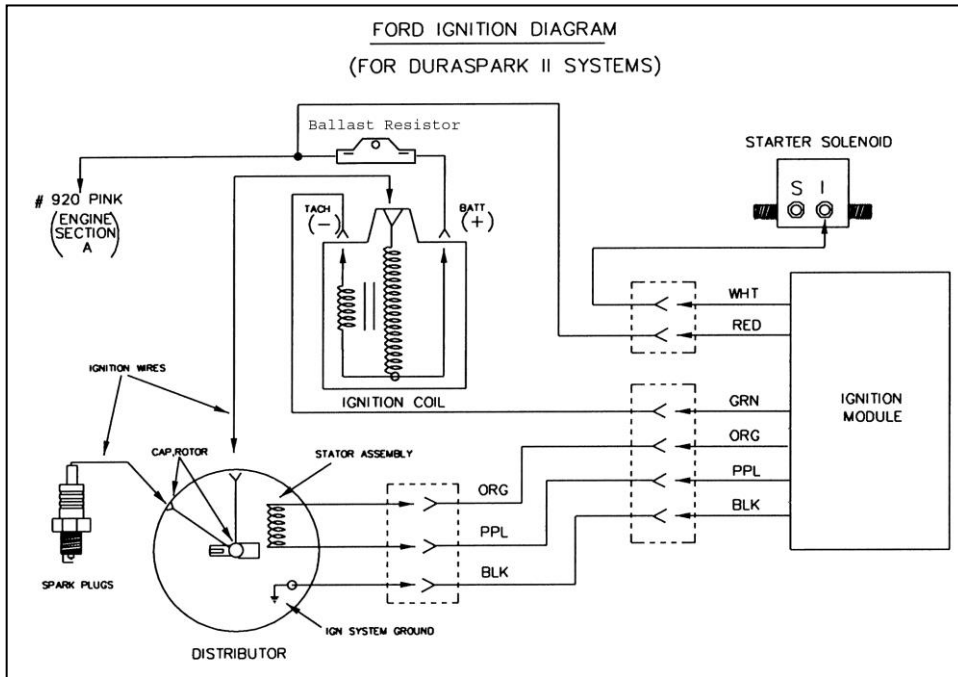 FORD IGNITION DIAGRAM
(FOR DURASPARK II SYSTEMS)
Ballast Resistor
STARTER SOLENOID
S I
# 920 PINK
(ENGINE
SECTION
A)
TACH
(-)
BATT
(+)
WHT
RED
IGNITION WIRES
IGNITION COIL
GRN
IGNITION
MODULE
ORG
CAP,ROTOR
STATOR ASSEMBLY
PPL
ORG
BLK
PPL
BLK
SPARK PLUGS
IGN SYSTEM GROUND
DISTRIBUTOR